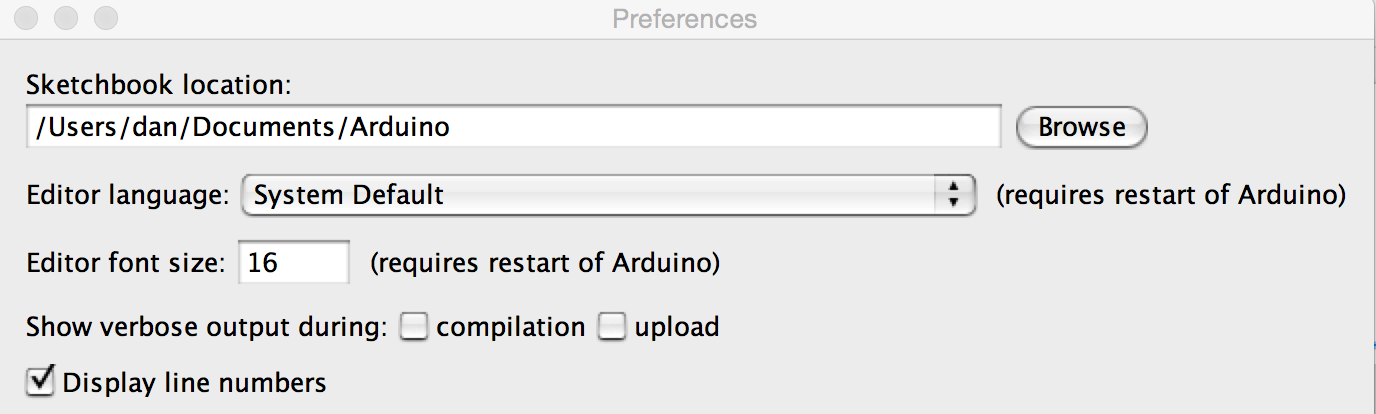 Preferences
Sketchbook location:
/Users/dan/Documents/Arduino Browse
Editor language: System Default (requires restart of Arduino)
Editor font size: 16 (requires restart of Arduino)
Show verbose output during: compilation upload
Display line numbers